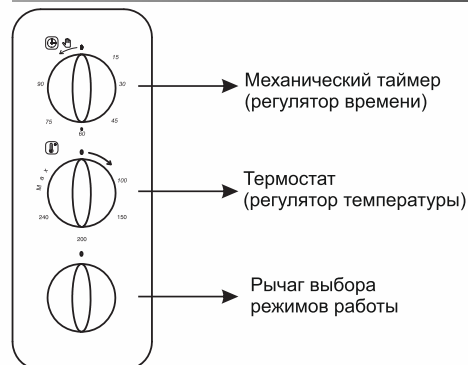 15
90
30
75
45
60
Механический таймер
(регулятор времени)
Max
100
240
150
200
Термостат
(регулятор температуры)
Рычаг выбора
режимов работы